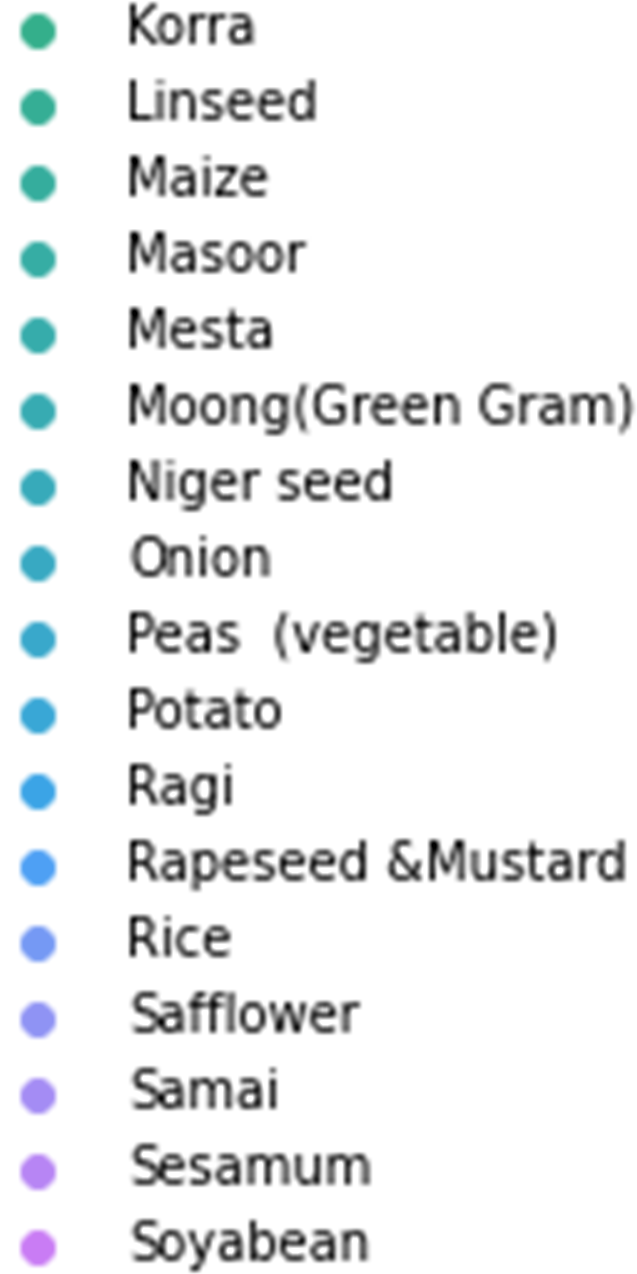 Korra
Linseed
Maize
Masoor
Mesta
Moong(Green Gram)
Niger seed
Onion
Peas  (vegetable)
Potato
Ragi
Rapeseed &Mustard
Rice
Safflower
Samai
Sesamum
Soyabean